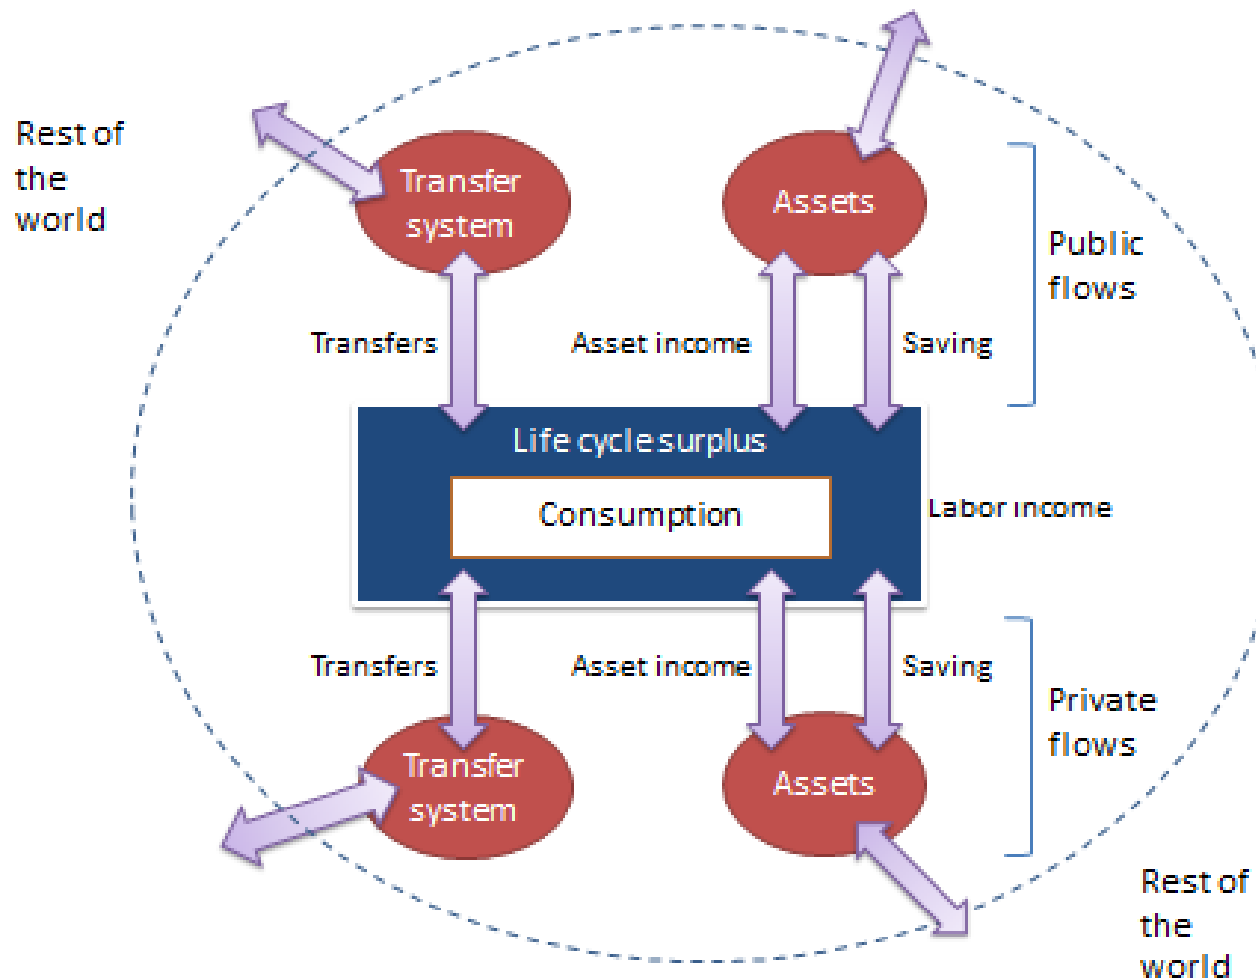 Rest of
the
world
Transfer
system
Assets
Public
flows
Transfers
Asset income
Saving
Life cycle surplus
Consumption
Labor income
Transfers
Asset income
Saving
Private
flows
Transfer
system
Assets
Rest of
the
world